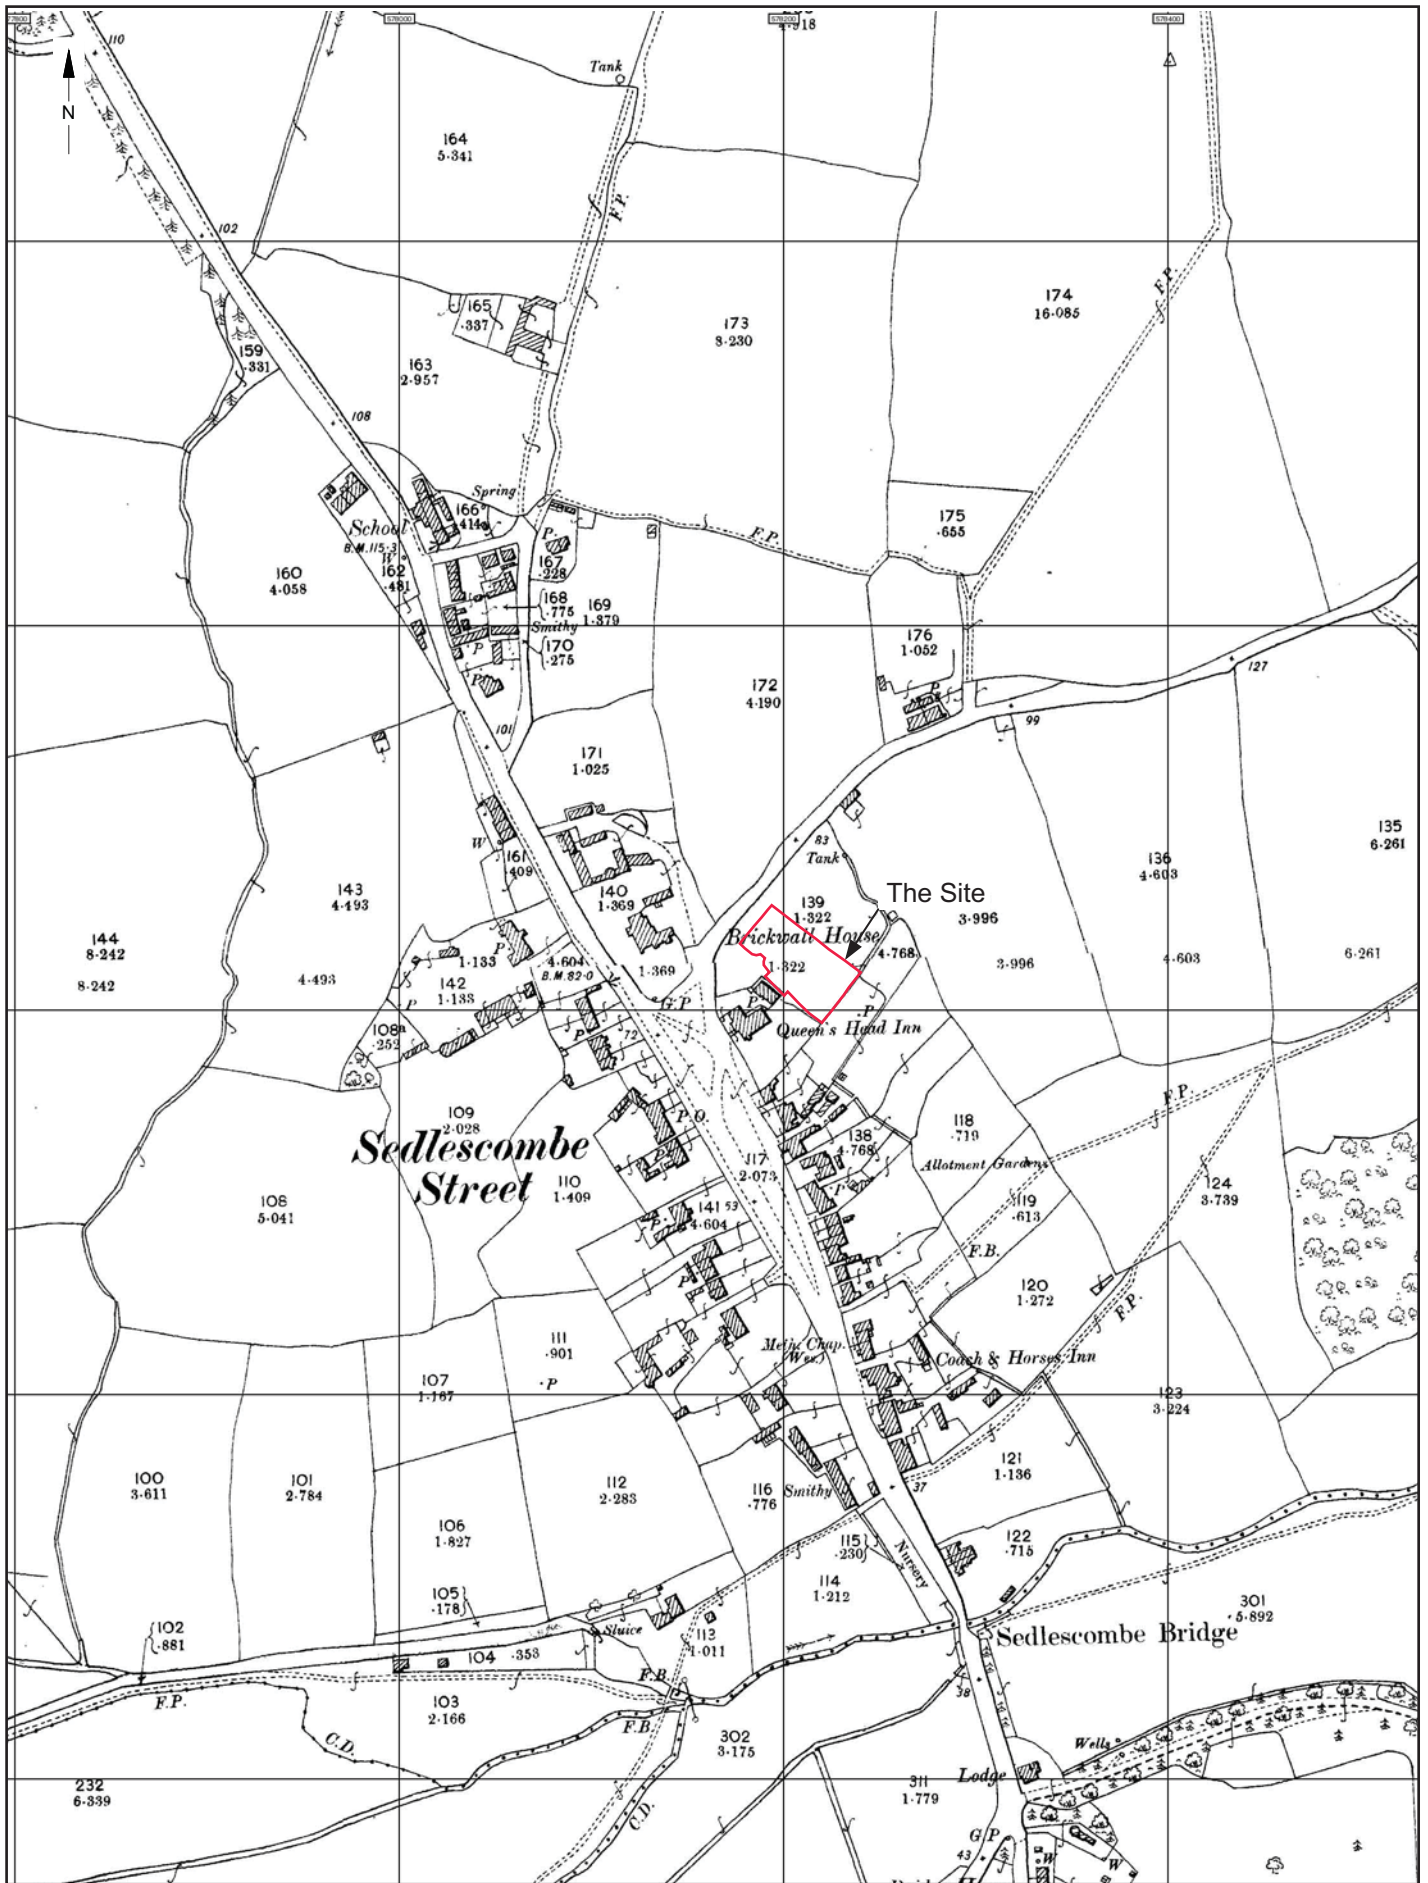 77800
578000
578200
578400
4·918
110
N
Tank
164
5·341
F.P.
102
F.P.
174
16·085
165
·337
173
8·230
159
·331
163
2·957
108
Spring
166
·414
School
B.M.115·3
W
162
·481
P
167
·228
F.P.
175
·655
160
4·058
168
·775
169
1·379
Smithy
170
·275
P
P
176
1·052
127
172
4·190
P
99
101
171
1·025
W
161
·409
83
Tank
135
6·261
136
4·603
143
4·493
140
1·369
139
1·322
The Site
3·996
Brickwall House
144
8·242
P
1·133
4·604
B.M.82·0
1·369
1·322
4·768
3·996
4·603
6·261
8·242
4·493
142
1·133
P
G.P
P
P
Queen's Head Inn
108a
·252
P
72
109
2·028
P.O.
F.P.
Sedlescombe
Street
118
·719
138
4·768
117
2·073
Allotment Gardens
P
110
1·409
P
124
3·739
108
5·041
141
4·604
53
P
119
·613
F.B.
P
120
1·272
F.P.
111
·901
P
Meth. Chap.
(Wes.)
Coach & Horses Inn
107
1·167
123
3·224
100
3·611
101
2·784
112
2·283
116
·776
Smithy
121
1·136
37
106
1·827
115
·230
Nursery
122
·715
114
1·212
105
·178
301
5·892
102
·881
Sluice
113
1·011
Sedlescombe Bridge
104
·353
F.B.
F.P.
103
2·166
38
F.B.
C.D.
302
3·175
Wells
232
6·339
Lodge
311
1·779
C.D.
G.P
43
W
W